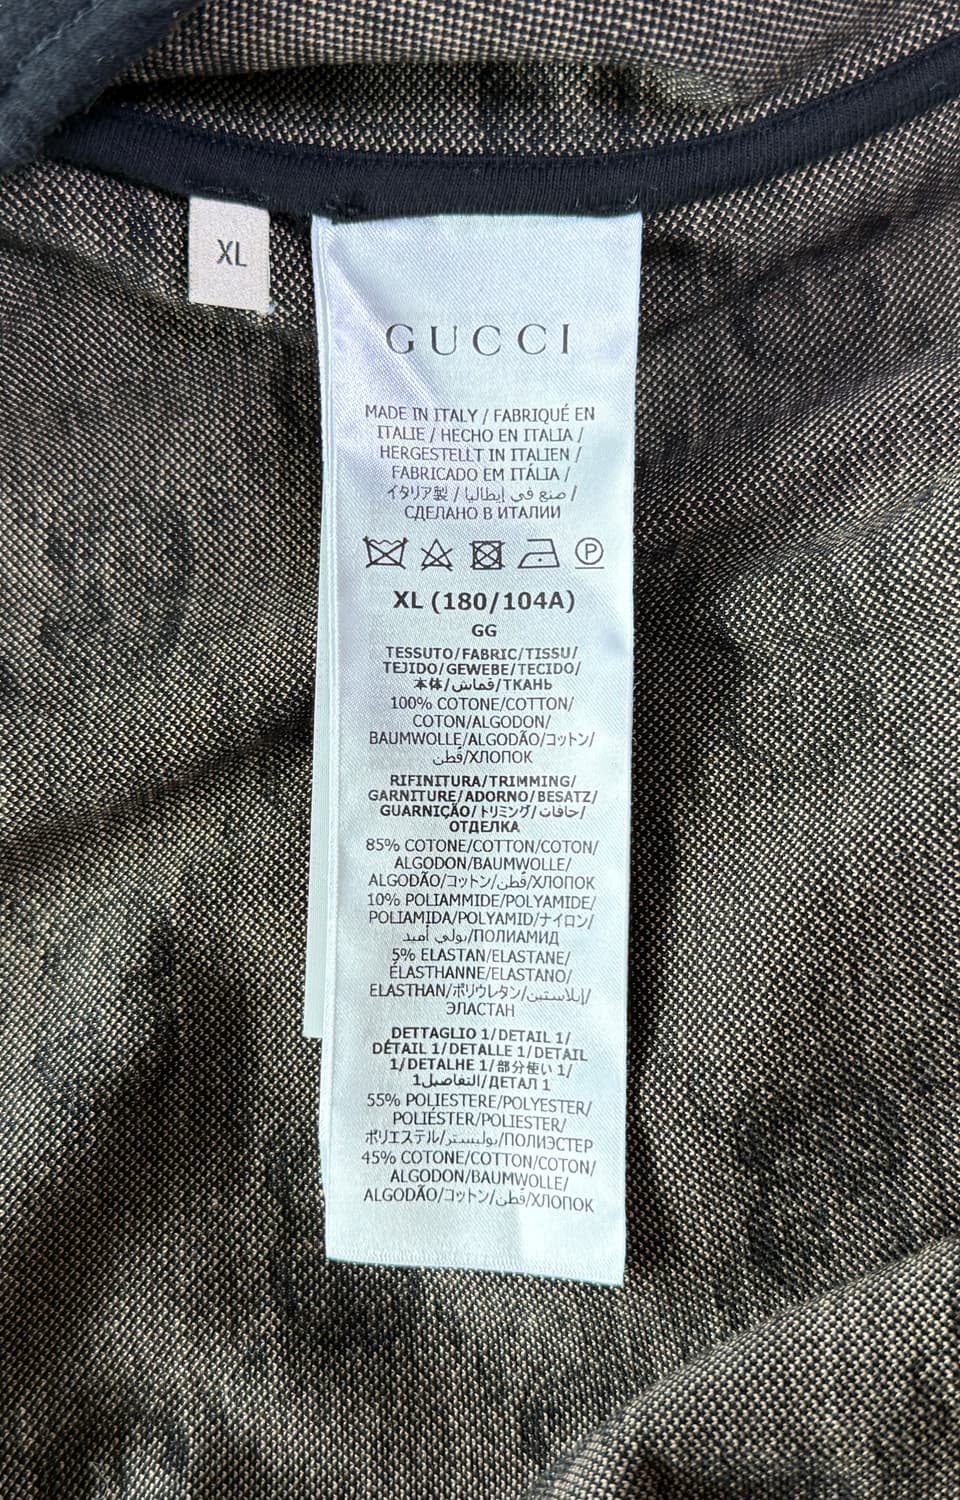 XL
GUCCI
MADE IN ITALY / FABRIQUÉ EN
ITALIE / HECHO EN ITALIA /
HERGESTELLT IN ITALIEN /
FABRICADO EM ITÁLIA /
イタリア製 / صنع في إيطاليا /
СДЕЛАНО В ИТАЛИИ
P
XL (180/104A)
GG
TESSUTO/FABRIC/TISSU/
TEJIDO/GEWEBE/TECIDO/
本体/قماش/ТКАНЬ
100% COTONE/COTTON/
COTON/ALGODON/
BAUMWOLLE/ALGODÃO/コットン/
قطن/ХЛОПОК
RIFINITURA/TRIMMING/
GARNITURE/ADORNO/BESATZ/
GUARNIÇÃO/トリミング/حافات/
ОТДЕЛКА
85% COTONE/COTTON/COTON/
ALGODON/BAUMWOLLE/
ALGODÃO/コットン/قطن/ХЛОПОК
10% POLIAMMIDE/POLYAMIDE/
POLIAMIDA/POLYAMID/ナイロン/
بولي أميد/ПОЛИАМИД
5% ELASTAN/ELASTANE/
ÉLASTHANNE/ELASTANO/
ELASTHAN/ポリウレタン/إيلاستين/
ЭЛАСТАН
DETTAGLIO 1/DETAIL 1/
DÉTAIL 1/DETALLE 1/DETAIL
1/DETALHE 1/部分使い 1/
التفاصيل1/ДЕТАЛ 1
55% POLIESTERE/POLYESTER/
POLIÉSTER/POLIESTER/
ポリエステル/بوليستر/ПОЛИЭСТЕР
45% COTONE/COTTON/COTON/
ALGODON/BAUMWOLLE/
ALGODÃO/コットン/قطن/ХЛОПОК